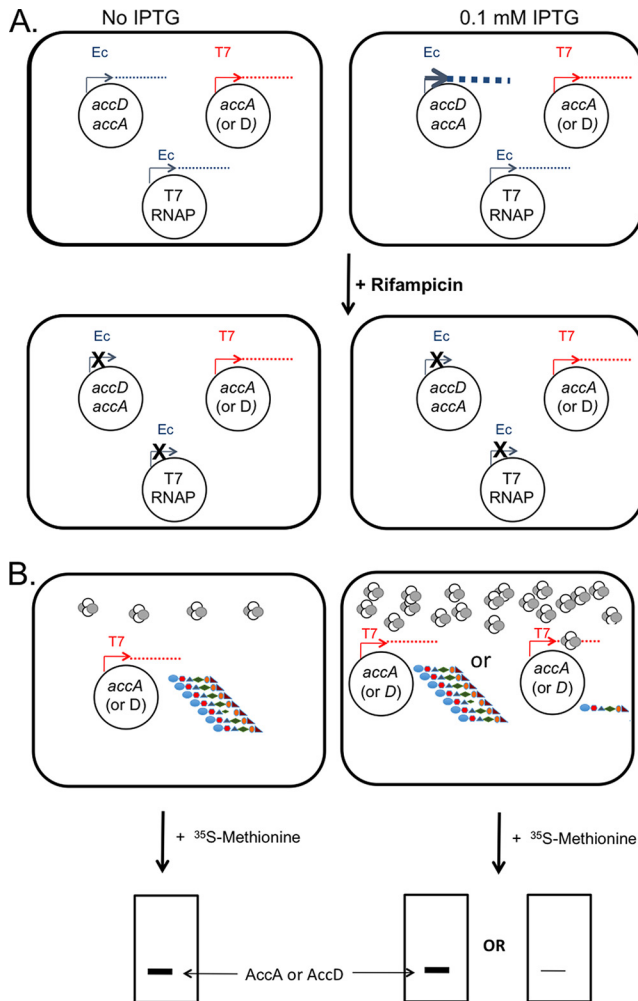 A.
No IPTG
0.1 mM IPTG
Ec
T7
Ec
T7
accD
accA
accA
(or D)
accD
accA
accA
(or D)
Ec
T7
RNAP
Ec
T7
RNAP
+ Rifampicin
Ec
T7
Ec
T7
X
X
accD
accA
accA
(or D)
accD
accA
accA
(or D)
Ec
X
T7
RNAP
Ec
X
T7
RNAP
B.
T7
accA
(or D)
T7
accA
(or D)
or
T7
accA
(or D)
+ ³⁵S-Methionine
+ ³⁵S-Methionine
OR
AccA or AccD